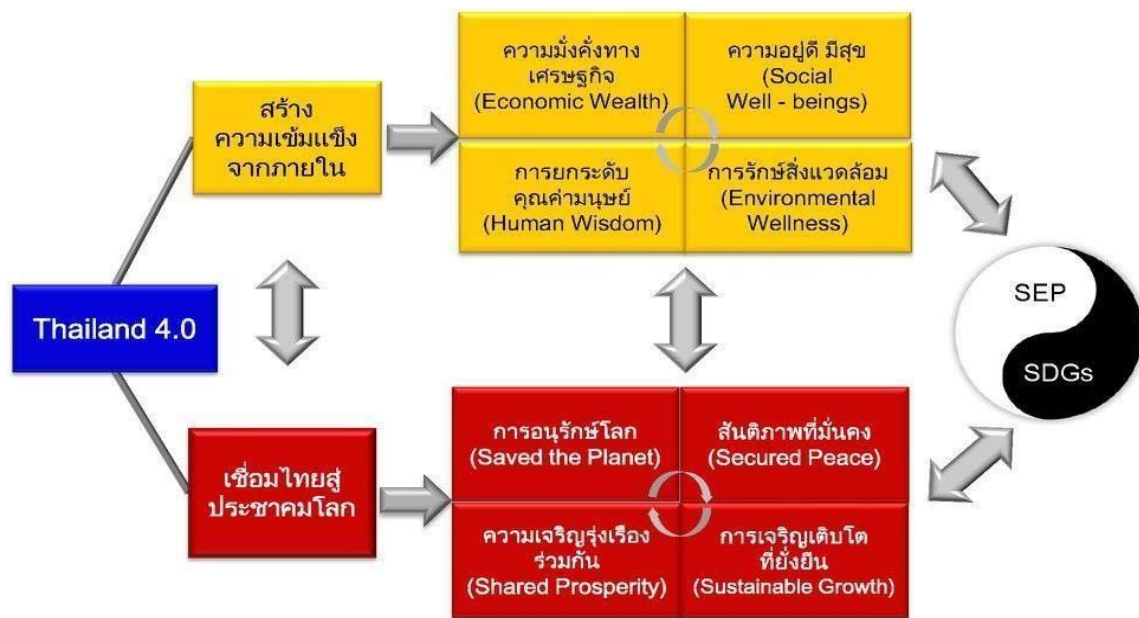 Thailand 4.0
สร้าง
ความเข้มแข็ง
จากภายใน
ความมั่งคั่งทาง
เศรษฐกิจ
(Economic Wealth)
ความอยู่ดี มีสุข
(Social
Well - beings)
การยกระดับ
คุณค่ามนุษย์
(Human Wisdom)
การรักษ์สิ่งแวดล้อม
(Environmental
Wellness)
เชื่อมไทยสู่
ประชาคมโลก
การอนุรักษ์โลก
(Saved the Planet)
สันติภาพที่มั่นคง
(Secured Peace)
ความเจริญรุ่งเรือง
ร่วมกัน
(Shared Prosperity)
การเจริญเติบโต
ที่ยั่งยืน
(Sustainable Growth)
SEP
SDGs